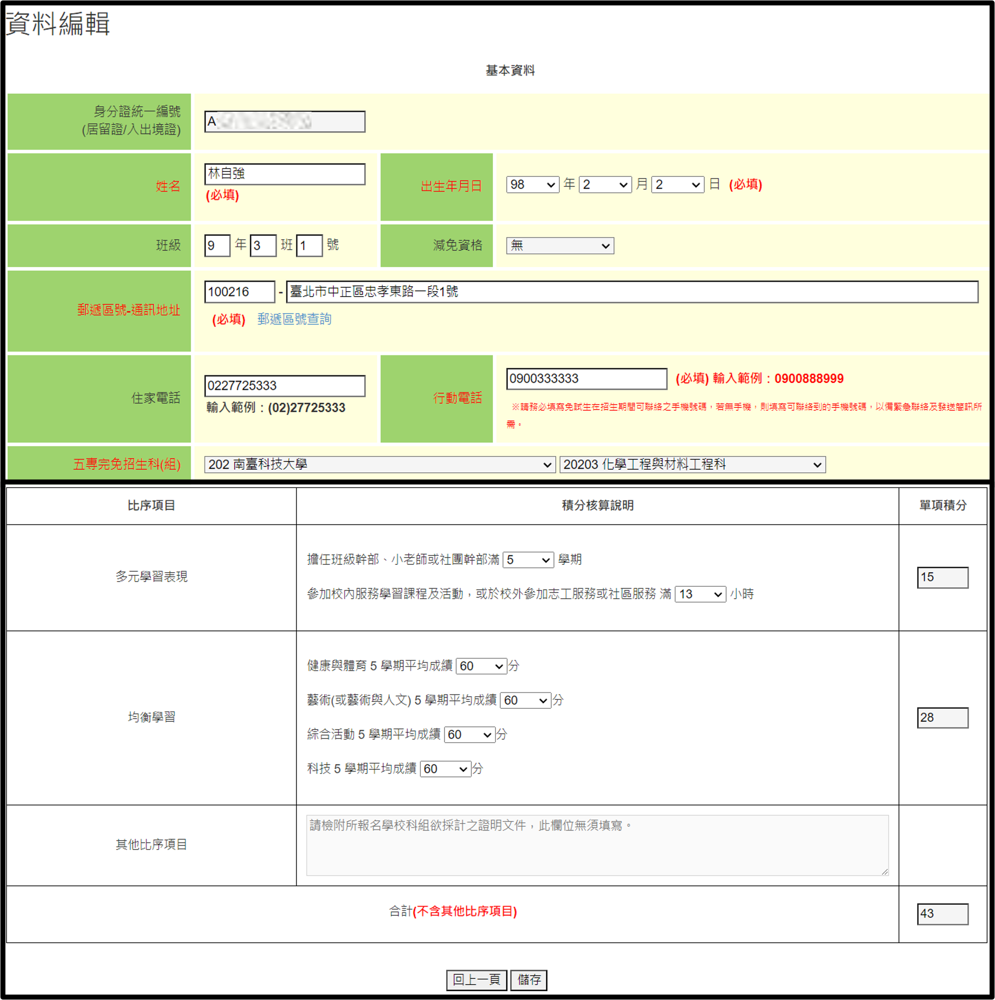 資料編輯
基本資料
身分證統一編號
(居留證/入出境證)
A
姓名
林自強
(必填)
出生年月日
98 年 2 月 2 日 (必填)
班級
9 年 3 班 1 號
減免資格
無
郵遞區號-通訊地址
100216 - 臺北市中正區忠孝東路一段1號
(必填) 郵遞區號查詢
住家電話
0227725333
輸入範例：(02)27725333
行動電話
0900333333 (必填) 輸入範例：0900888999
※請務必填寫免試生在招生期間可聯絡之手機號碼，若無手機，則填寫可聯絡到的手機號碼，以備緊急聯絡及發送簡訊所
需。
五專完免招生科(組)
202 南臺科技大學 20203 化學工程與材料工程科
比序項目 積分核算說明 單項積分
多元學習表現
擔任班級幹部、小老師或社團幹部滿 5 學期
參加校內服務學習課程及活動，或於校外參加志工服務或社區服務 滿 13 小時
15
均衡學習
健康與體育 5 學期平均成績 60 分
藝術(或藝術與人文) 5 學期平均成績 60 分
綜合活動 5 學期平均成績 60 分
科技 5 學期平均成績 60 分
28
其他比序項目
請檢附所報名學校科組欲採計之證明文件，此欄位無須填寫。
合計(不含其他比序項目)
43
回上一頁 儲存